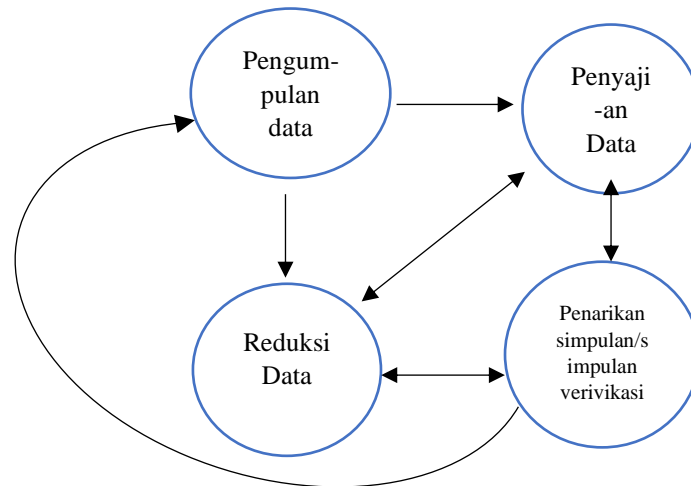 Pengum-
pulan
data
Penyaji
-an
Data
Reduksi
Data
Penarikan
simpulan/s
impulan
verivikasi